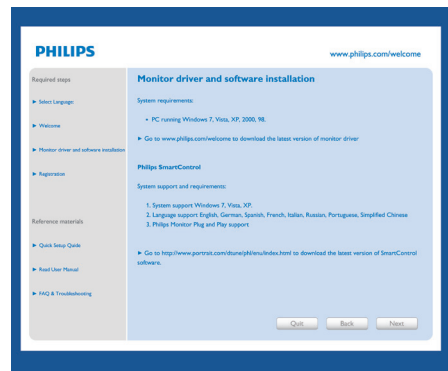 PHILIPS
www.philips.com/welcome
Required steps
Select Language:
Welcome
Monitor driver and software installation
Registration
Reference materials
Quick Setup Quide
Read User Manual
FAQ & Troubleshooting
Monitor driver and software installation
System requirements:
• PC running Windows 7, Vista, XP, 2000, 98.
Go to www.philips.com/welcome to download the latest version of monitor driver
Philips SmartControl
System support and requirements:
1. System support Windows 7, Vista, XP.
2. Language support English, German, Spanish, French, Italian, Russian, Portuguese, Simplified Chinese
3. Philips Monitor Plug and Play support
Go to http://www.portrait.com/dtune/phl/enu/index.html to download the latest version of SmartControl
software.
Quit
Back
Next